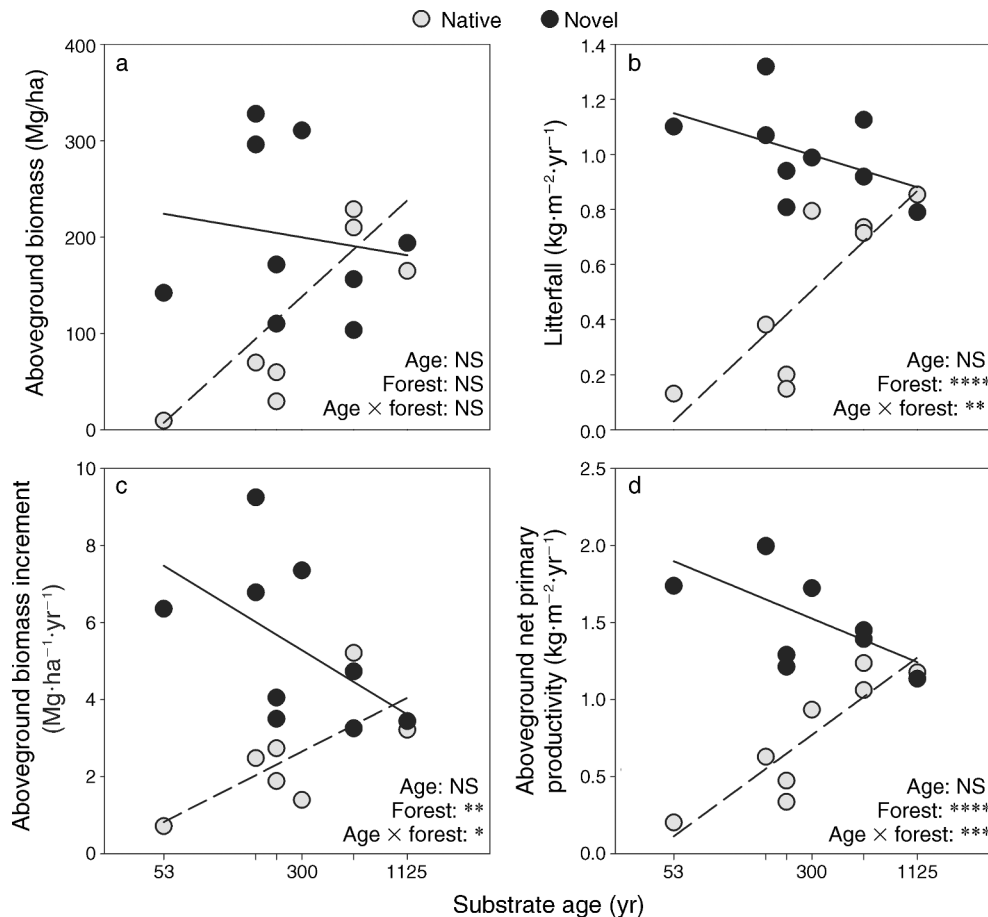 Native Novel
a
Aboveground biomass (Mg/ha)
400
300
200
100
0
Age: NS
Forest: NS
Age × forest: NS
b
Litterfall (kg·m⁻²·yr⁻¹)
1.4
1.2
1.0
0.8
0.6
0.4
0.2
0.0
Age: NS
Forest: ****
Age × forest: **
c
Aboveground biomass increment
(Mg·ha⁻¹·yr⁻¹)
10
8
6
4
2
0
Age: NS
Forest: **
Age × forest: *
53
300
1125
d
Aboveground net primary
productivity (kg·m⁻²·yr⁻¹)
2.5
2.0
1.5
1.0
0.5
0.0
Age: NS
Forest: ****
Age × forest: ***
53
300
1125
Substrate age (yr)